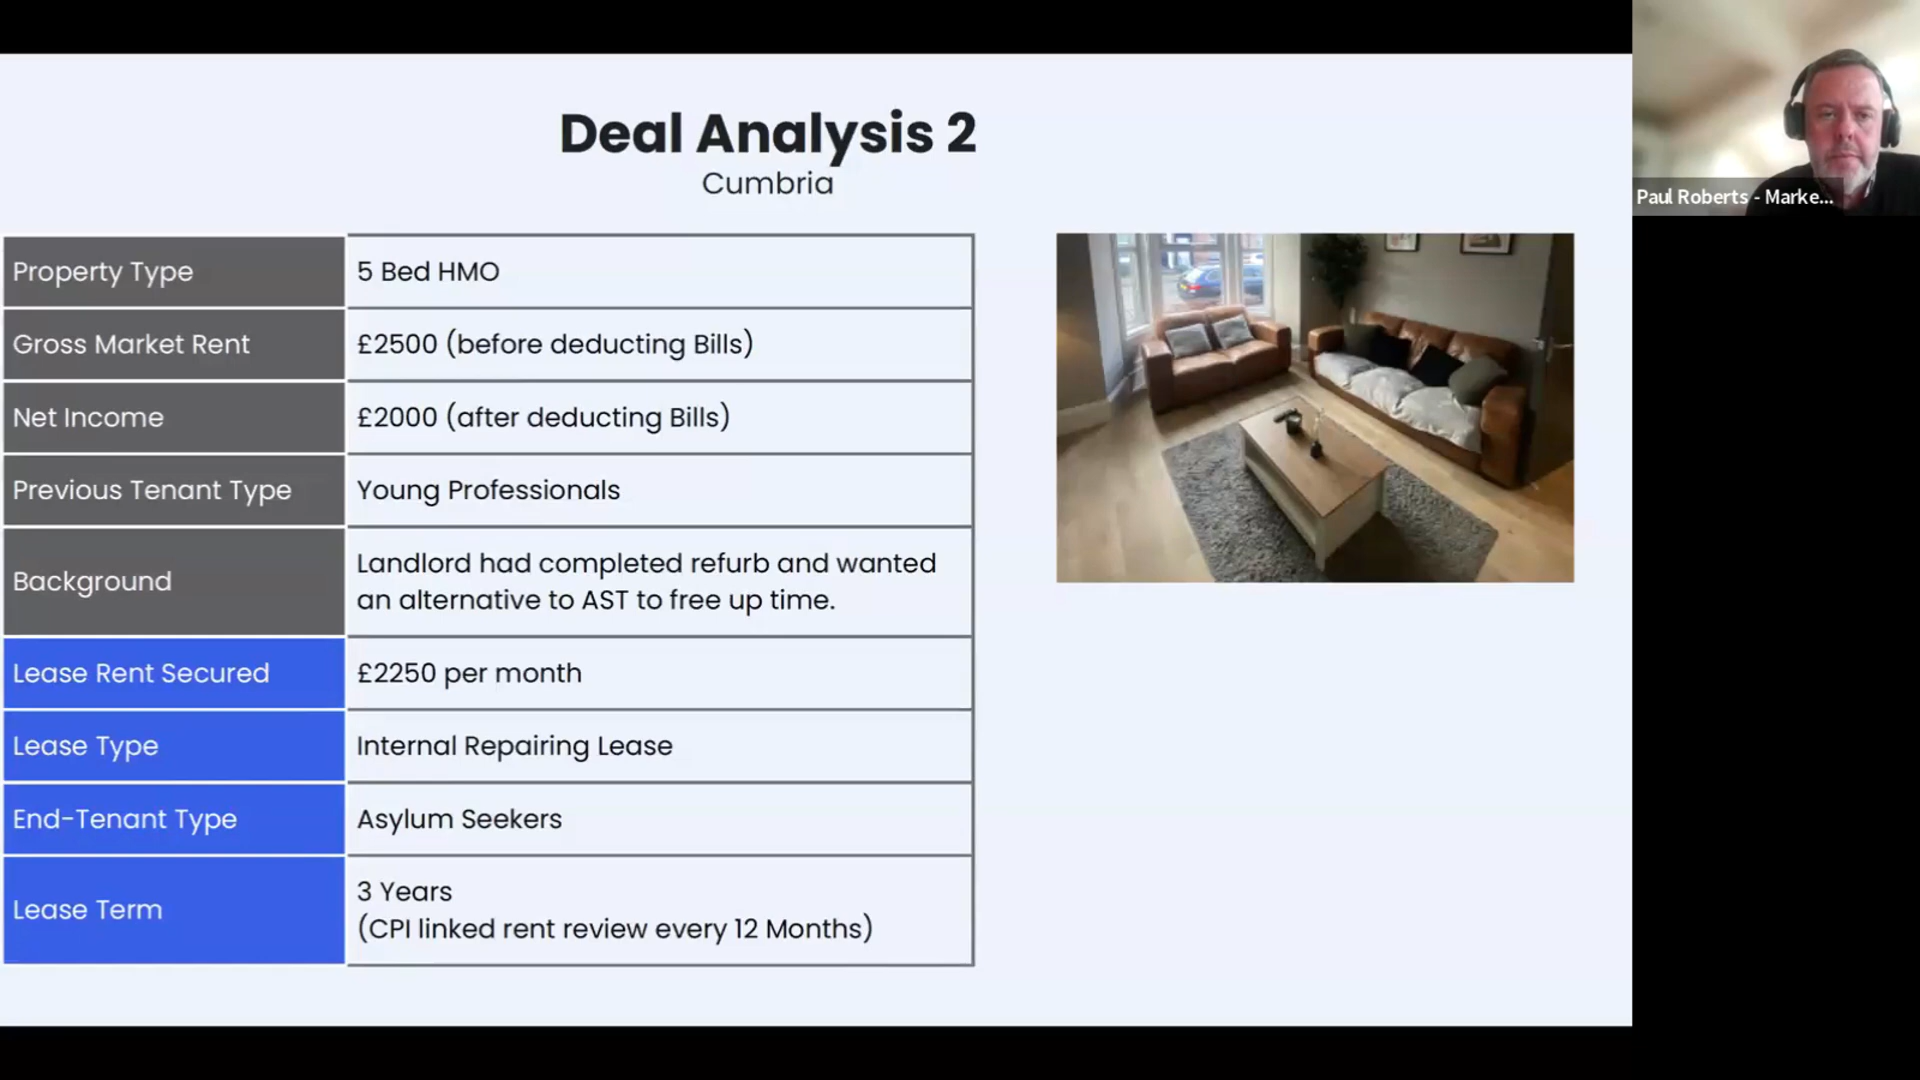 Deal Analysis 2
Cumbria
Property Type
5 Bed HMO
Gross Market Rent
£2500 (before deducting Bills)
Net Income
£2000 (after deducting Bills)
Previous Tenant Type
Young Professionals
Background
Landlord had completed refurb and wanted
an alternative to AST to free up time.
Lease Rent Secured
£2250 per month
Lease Type
Internal Repairing Lease
End-Tenant Type
Asylum Seekers
Lease Term
3 Years
(CPI linked rent review every 12 Months)
Paul Roberts - Marke...